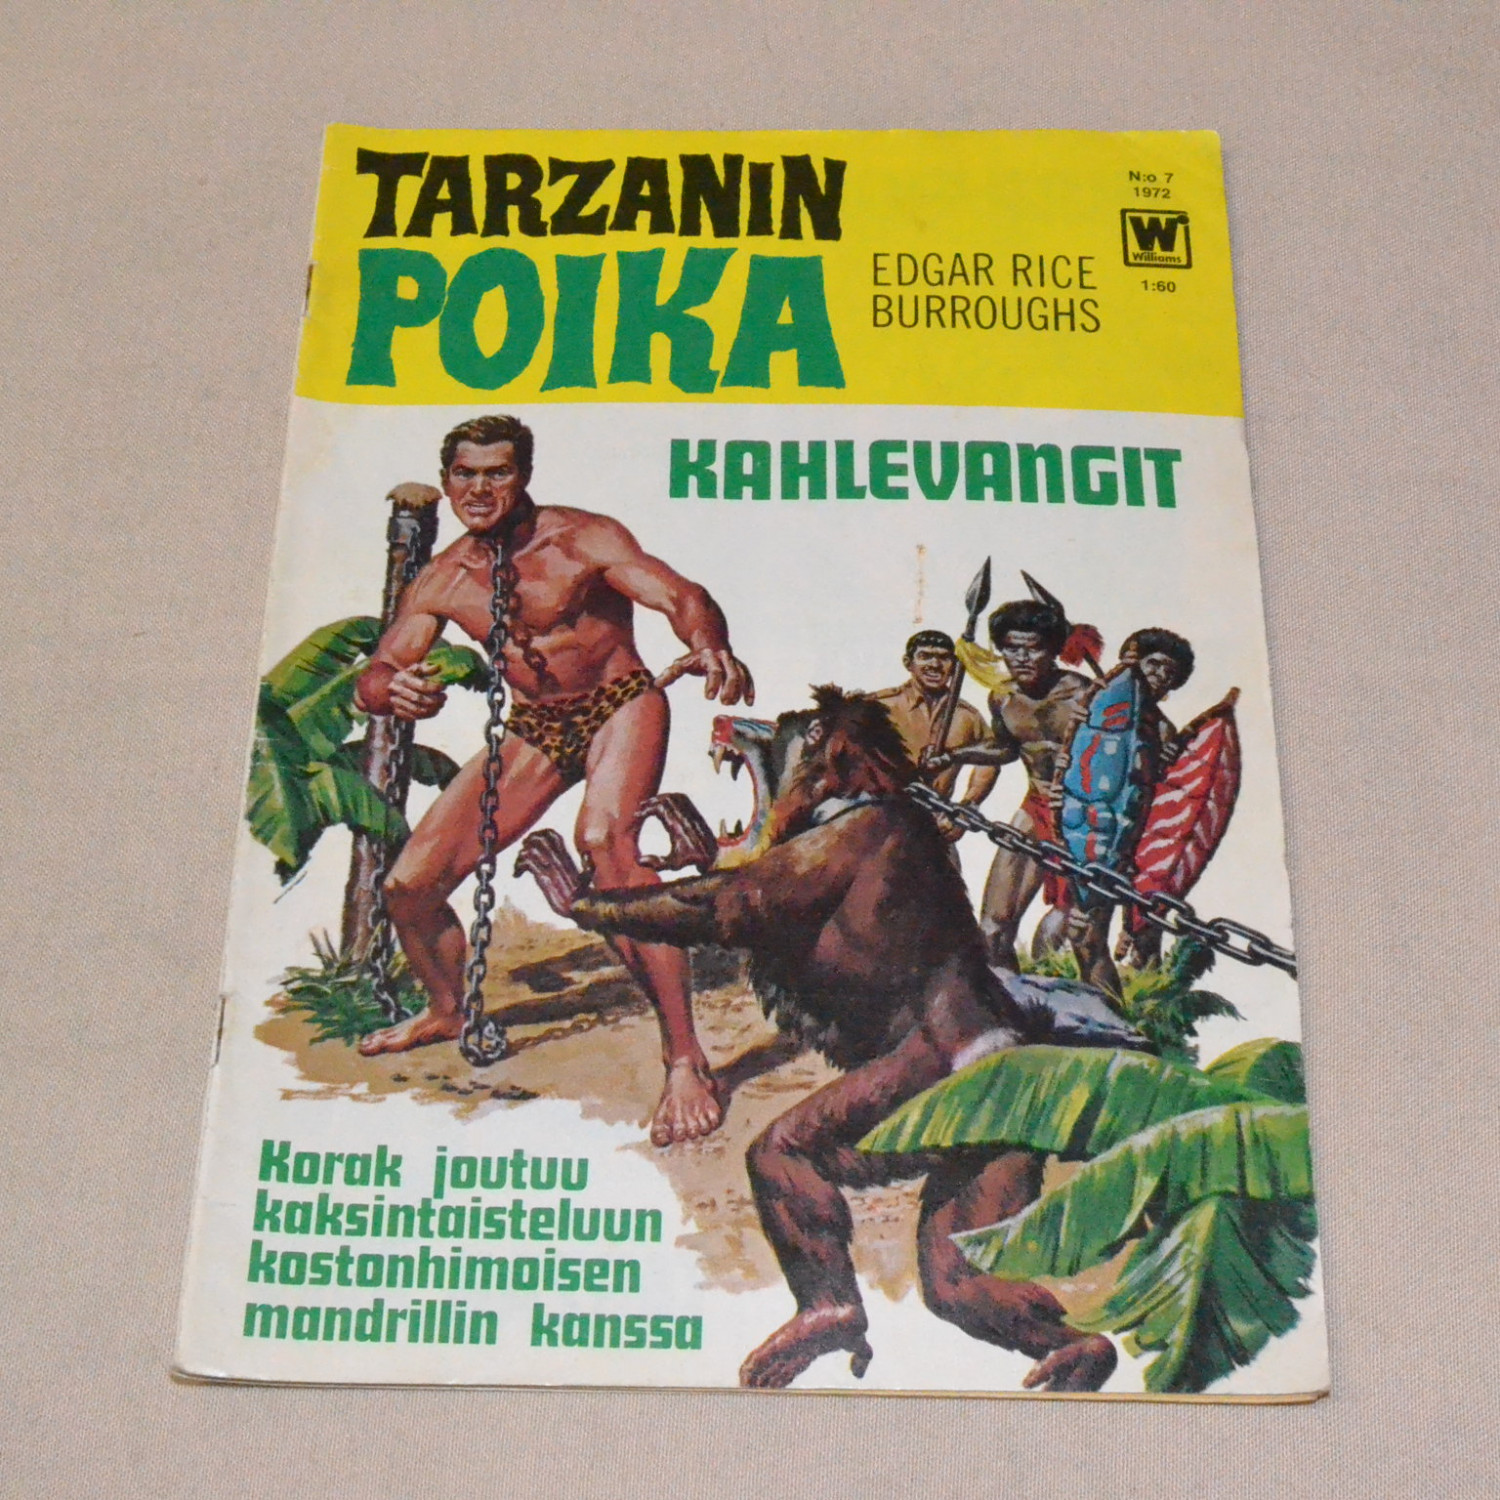 TARZANIN
POIKA
EDGAR RICE
BURROUGHS
N:o 7
1972
W
Williams
1:60
KAHLEVANGIT
Korak joutuu
kaksintaisteluun
kostonhimoisen
mandrillin kanssa